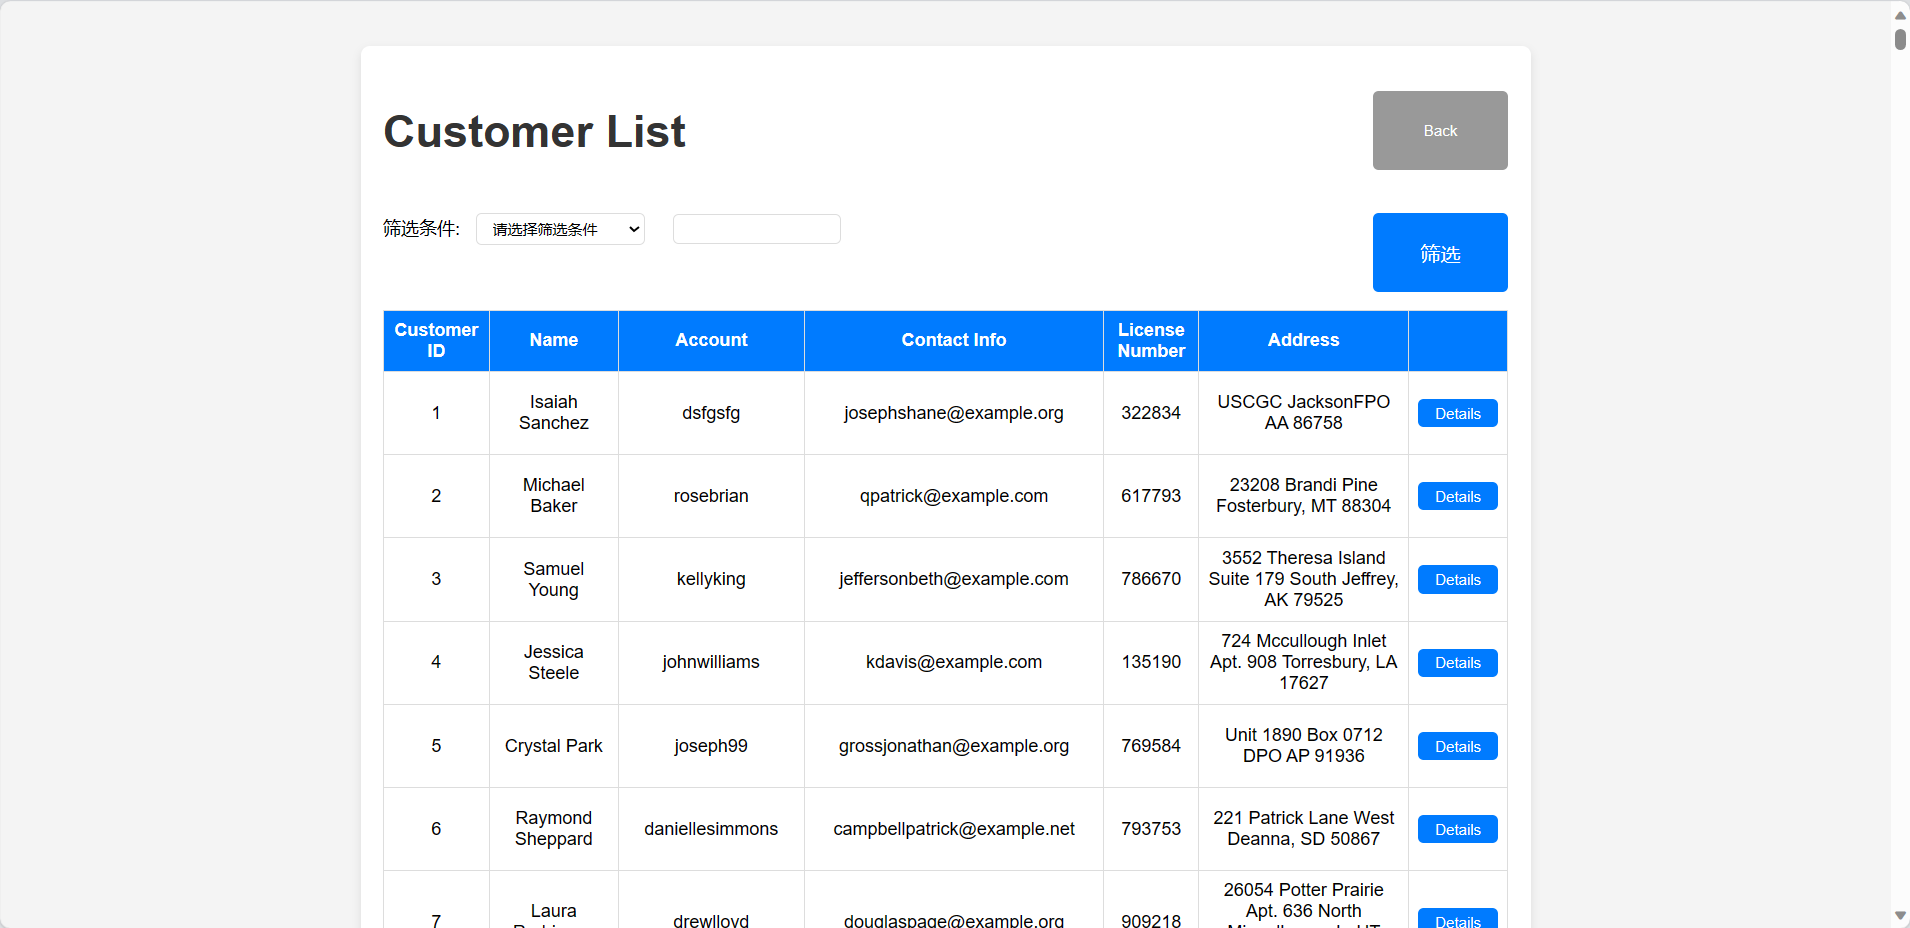 Customer List
Back
筛选条件:
请选择筛选条件
筛选
Customer ID
Name
Account
Contact Info
License Number
Address
1
Isaiah Sanchez
dsfgsfg
josephshane@example.org
322834
USCGC JacksonFPO AA 86758
Details
2
Michael Baker
rosebrian
qpatrick@example.com
617793
23208 Brandi Pine Fosterbury, MT 88304
Details
3
Samuel Young
kellyking
jeffersonbeth@example.com
786670
3552 Theresa Island Suite 179 South Jeffrey, AK 79525
Details
4
Jessica Steele
johnwilliams
kdavis@example.com
135190
724 Mccullough Inlet Apt. 908 Torresbury, LA 17627
Details
5
Crystal Park
joseph99
grossjonathan@example.org
769584
Unit 1890 Box 0712 DPO AP 91936
Details
6
Raymond Sheppard
daniellesimmons
campbellpatrick@example.net
793753
221 Patrick Lane West Deanna, SD 50867
Details
7
Laura
drewlloyd
douglaspage@example.org
909218
26054 Potter Prairie Apt. 636 North
Details